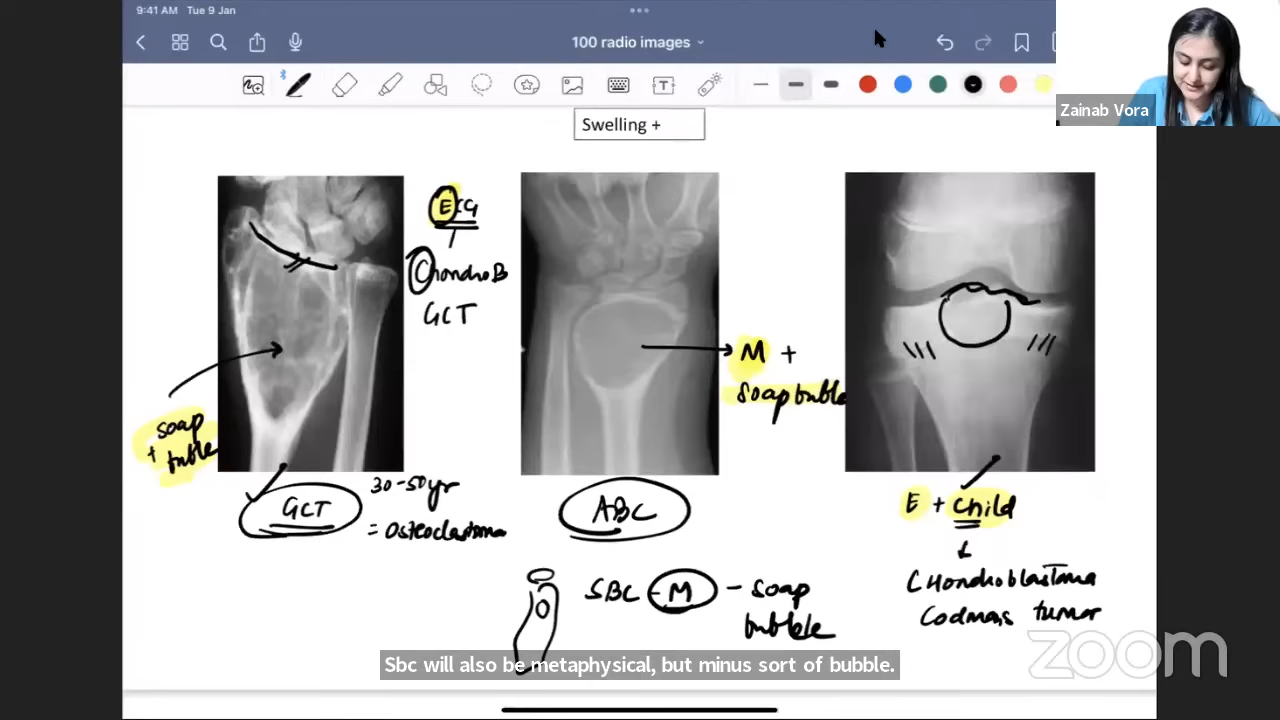 9:41 AM Tue 9 Jan
100 radio images
Zainab Vora
Swelling +
E
ChondroB
GCT
soap
+ bubble
M +
soap bubble
GCT
30-50yr
= Osteoclastoma
ABC
E + child
Chondroblastoma
Codmans tumor
SBC - M - soap
bubble
Sbc will also be metaphysical, but minus sort of bubble.
zoom